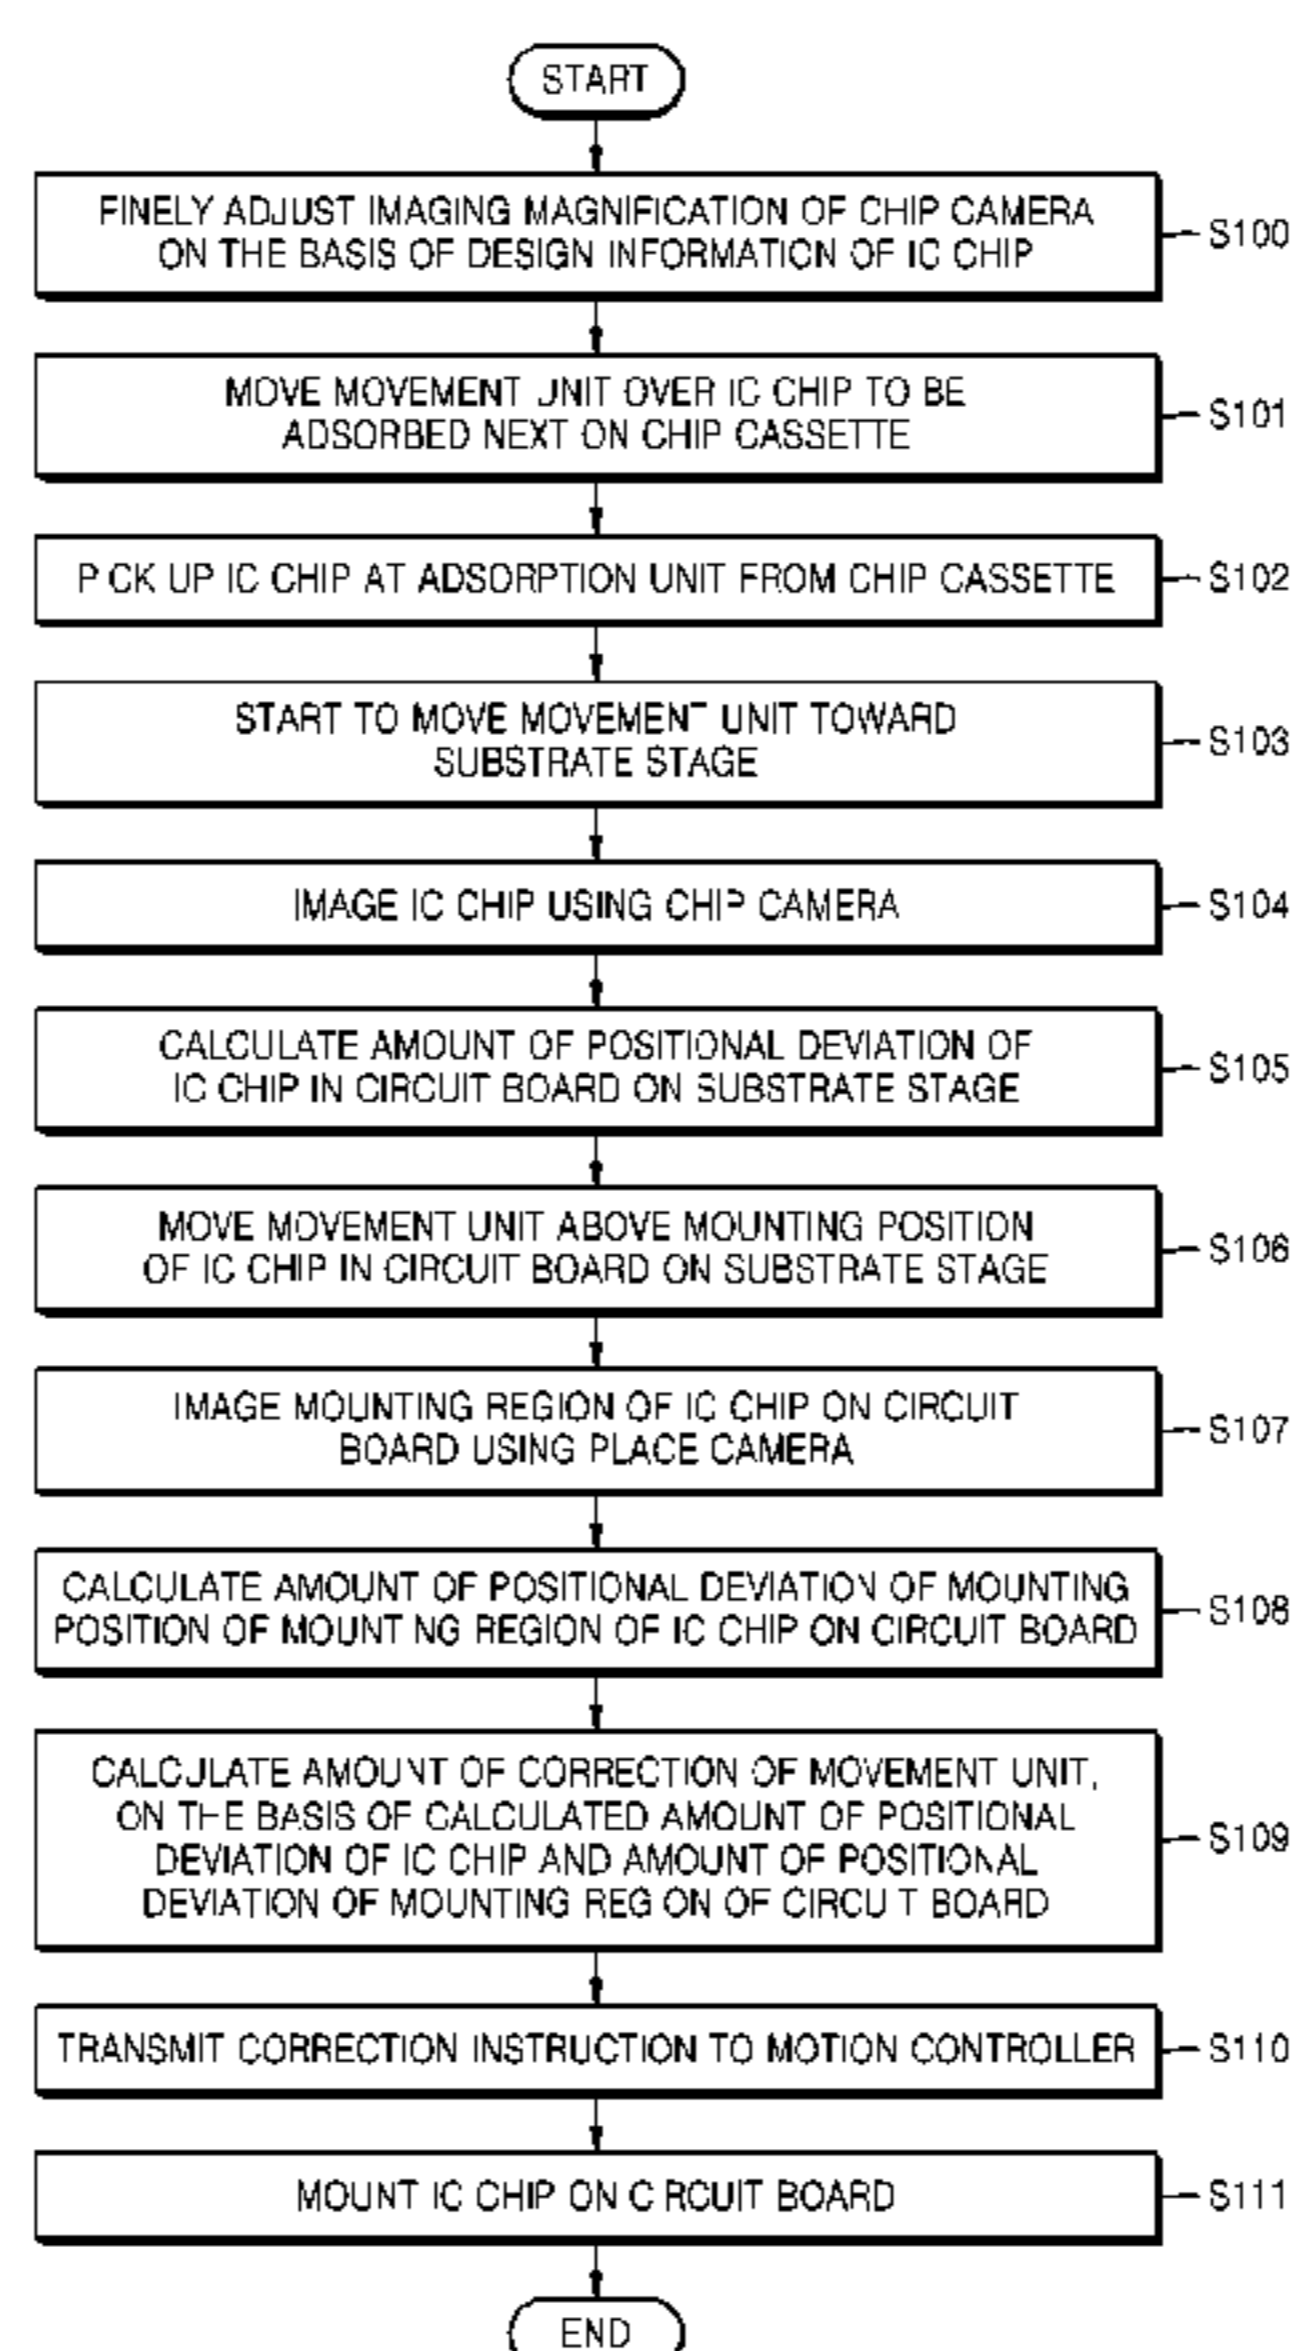 START
FINELY ADJUST IMAGING MAGNIFICATION OF CHIP CAMERA
ON THE BASIS OF DESIGN INFORMATION OF IC CHIP
S100
MOVE MOVEMENT UNIT OVER IC CHIP TO BE
ADSORBED NEXT ON CHIP CASSETTE
S101
PICK UP IC CHIP AT ADSORPTION UNIT FROM CHIP CASSETTE
S102
START TO MOVE MOVEMENT UNIT TOWARD
SUBSTRATE STAGE
S103
IMAGE IC CHIP USING CHIP CAMERA
S104
CALCULATE AMOUNT OF POSITIONAL DEVIATION OF
IC CHIP IN CIRCUIT BOARD ON SUBSTRATE STAGE
S105
MOVE MOVEMENT UNIT ABOVE MOUNTING POSITION
OF IC CHIP IN CIRCUIT BOARD ON SUBSTRATE STAGE
S106
IMAGE MOUNTING REGION OF IC CHIP ON CIRCUIT
BOARD USING PLACE CAMERA
S107
CALCULATE AMOUNT OF POSITIONAL DEVIATION OF MOUNTING
POSITION OF MOUNTING REGION OF IC CHIP ON CIRCUIT BOARD
S108
CALCULATE AMOUNT OF CORRECTION OF MOVEMENT UNIT,
ON THE BASIS OF CALCULATED AMOUNT OF POSITIONAL
DEVIATION OF IC CHIP AND AMOUNT OF POSITIONAL
DEVIATION OF MOUNTING REGION OF CIRCUIT BOARD
S109
TRANSMIT CORRECTION INSTRUCTION TO MOTION CONTROLLER
S110
MOUNT IC CHIP ON CIRCUIT BOARD
S111
END